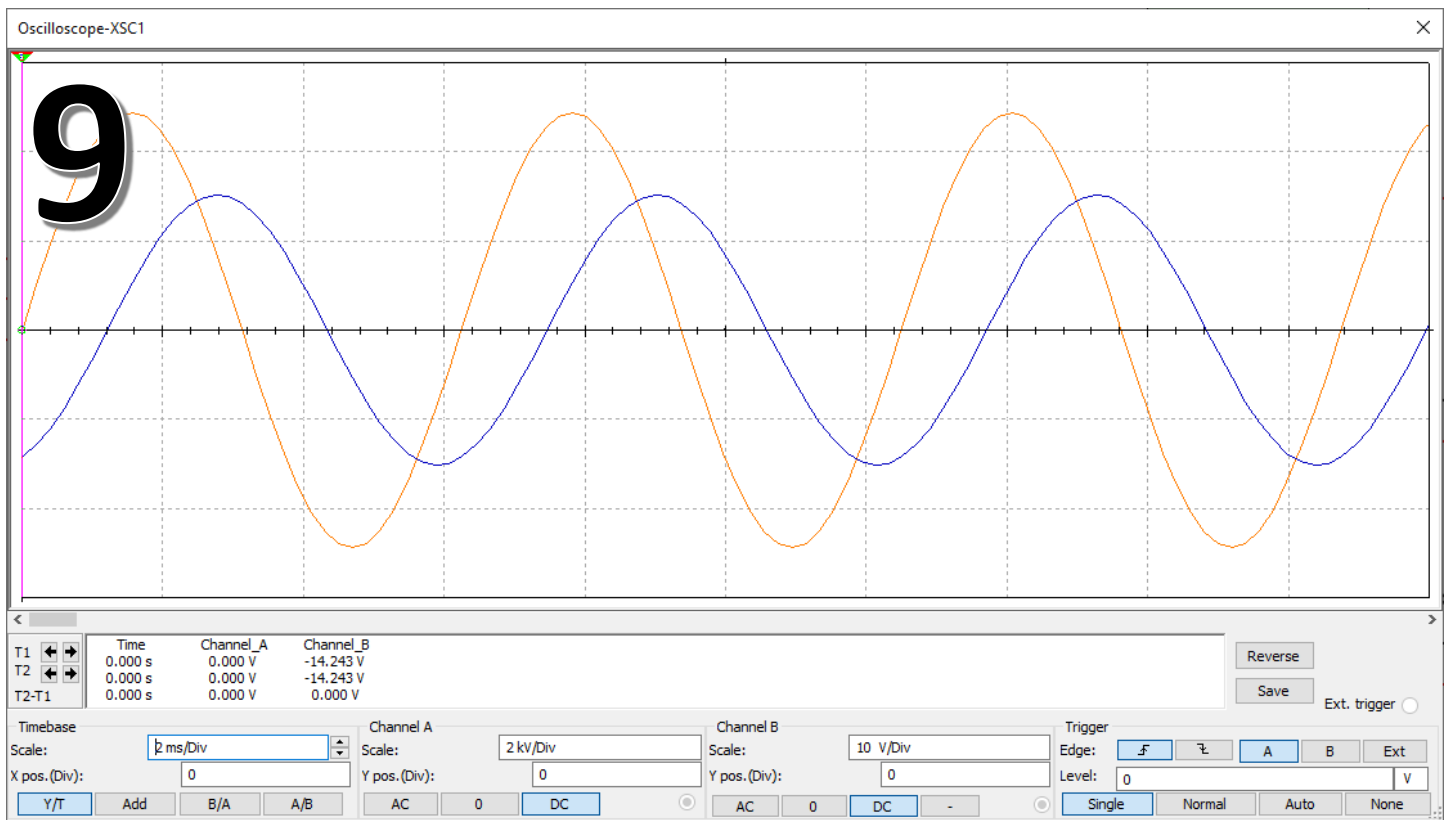 Oscilloscope-XSC1
9
Time Channel_A Channel_B
T1 0.000 s 0.000 V -14.243 V
T2 0.000 s 0.000 V -14.243 V
T2-T1 0.000 s 0.000 V 0.000 V
Reverse
Save
Ext. trigger
Timebase
Scale: 2 ms/Div
X pos.(Div): 0
Y/T Add B/A A/B
Channel A
Scale: 2 kV/Div
Y pos.(Div): 0
AC 0 DC
Channel B
Scale: 10 V/Div
Y pos.(Div): 0
AC 0 DC -
Trigger
Edge: A B Ext
Level: 0 V
Single Normal Auto None